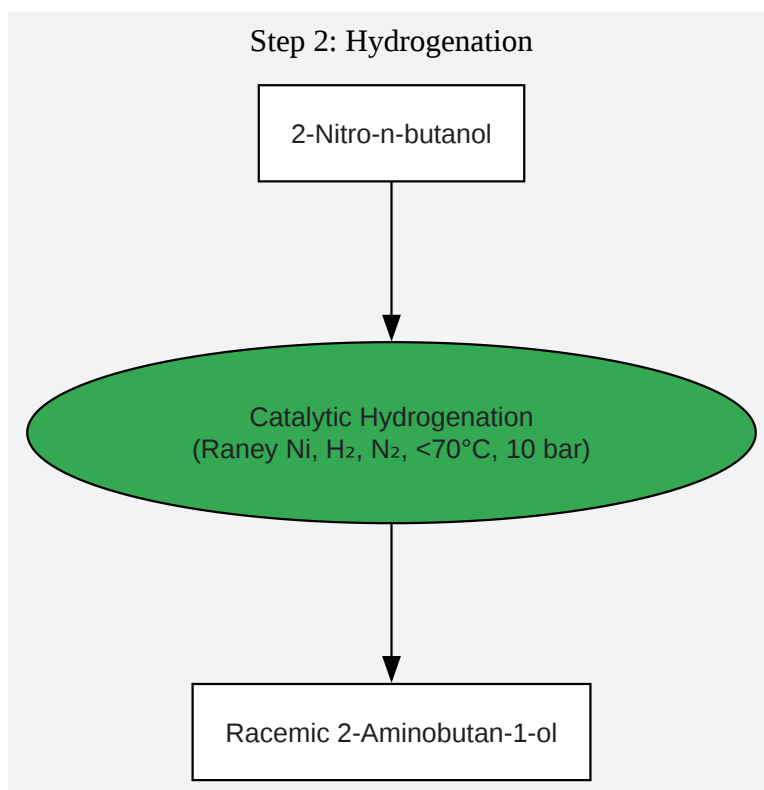 Step 2: Hydrogenation
2-Nitro-n-butanol
Catalytic Hydrogenation
(Raney Ni, H₂, N₂, <70°C, 10 bar)
Racemic 2-Aminobutan-1-ol